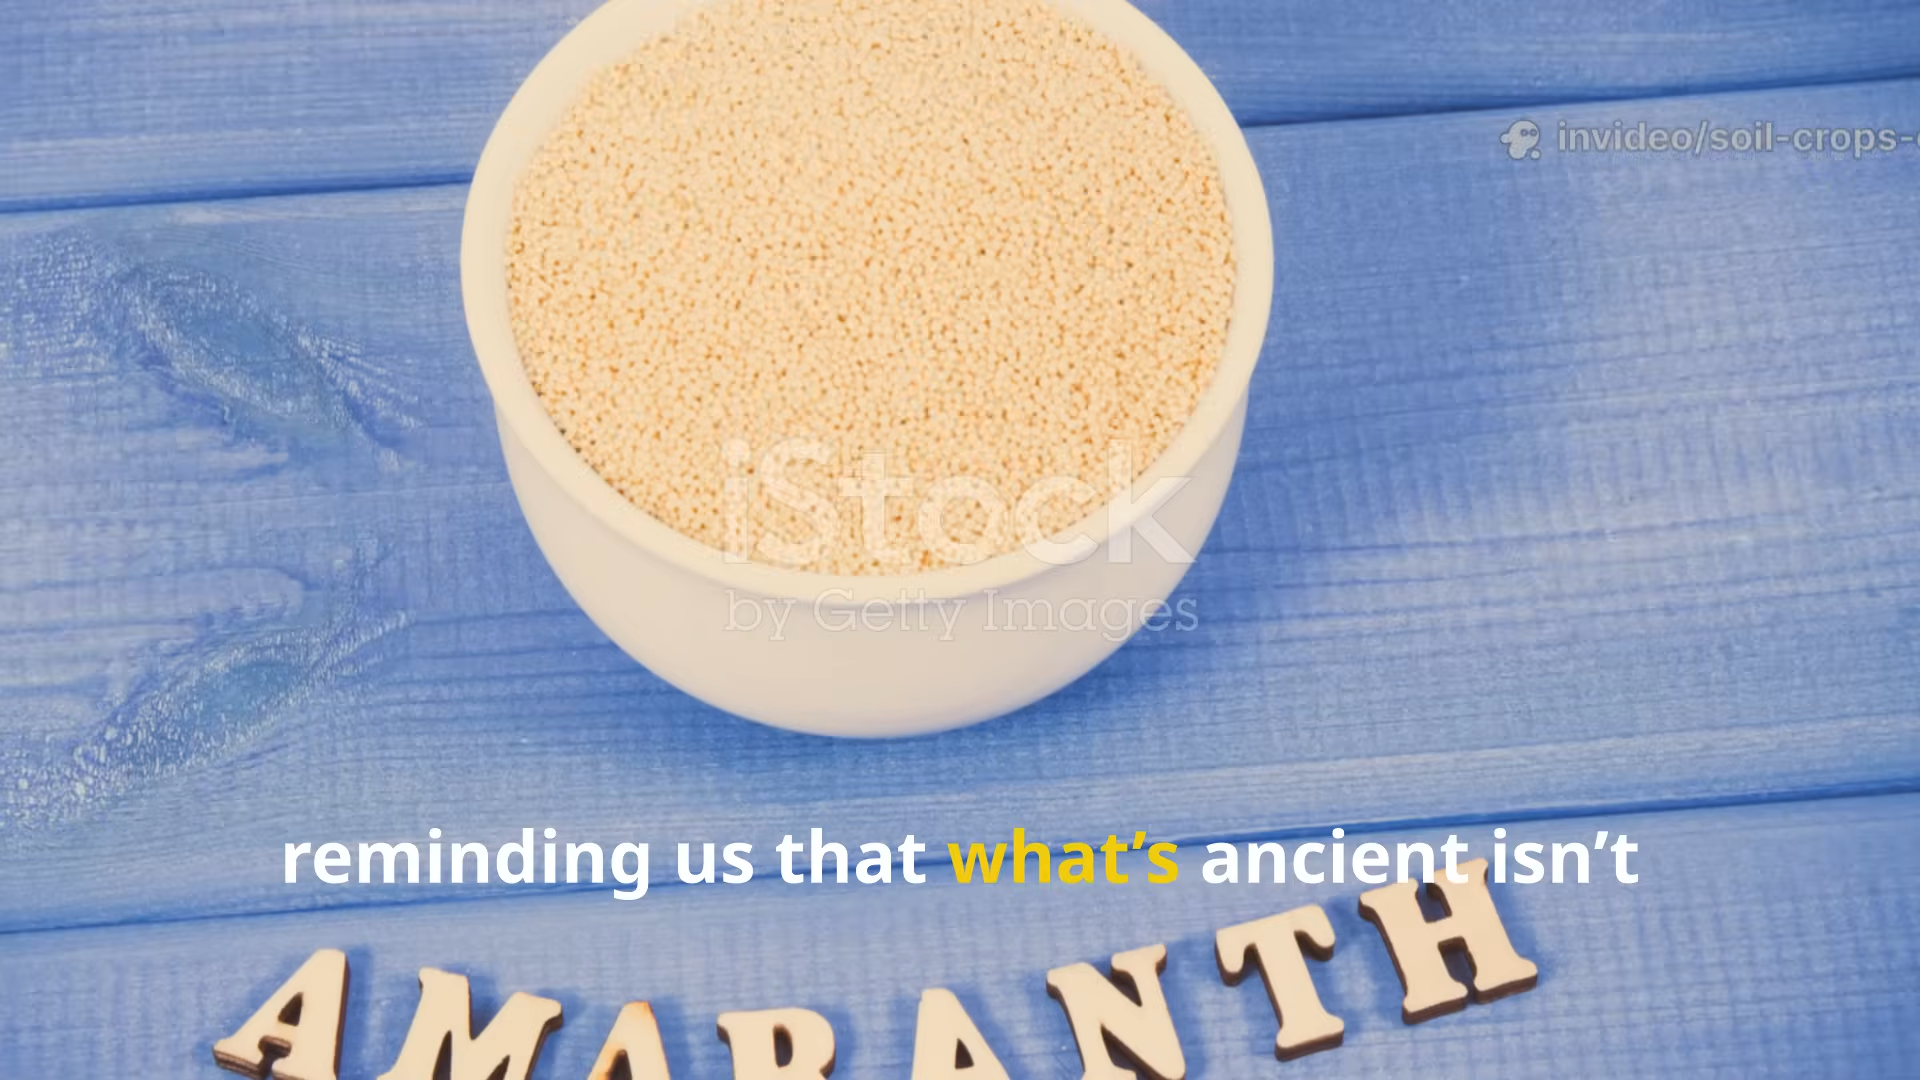 invideo/soil-crops-
iStock
by Getty Images
reminding us that what’s ancient isn’t
AMARANTH